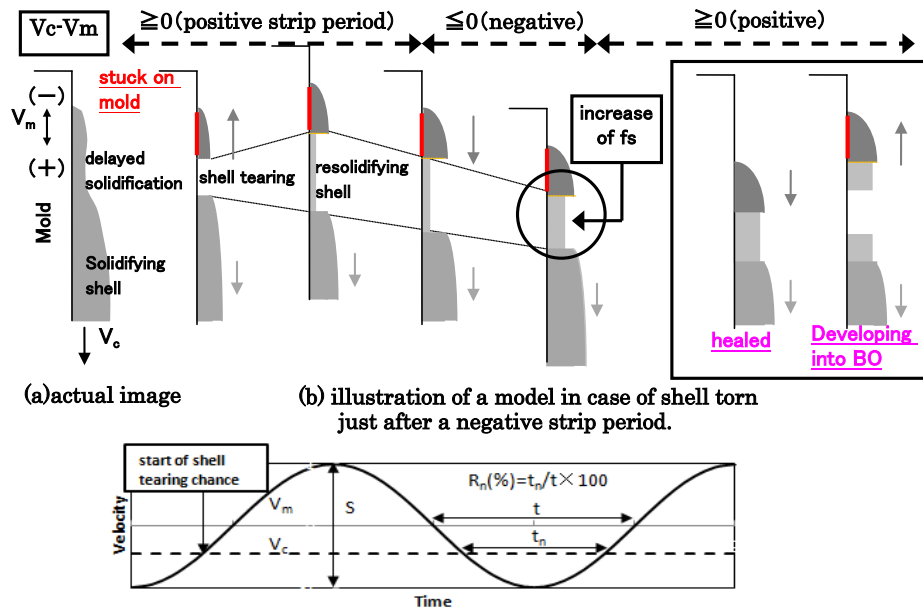 Vc-Vm
≧0(positive strip period)
≦0(negative)
≧0(positive)
stuck on
mold
(−)
Vm
(+)
Mold
delayed
solidification
Solidifying
shell
Vc
shell tearing
resolidifying
shell
increase
of fs
healed
Developing
into BO
(a)actual image
(b) illustration of a model in case of shell torn
just after a negative strip period.
start of shell
tearing chance
Rn(%)=tn/t×100
Vm
S
t
Vc
tn
Velocity
Time